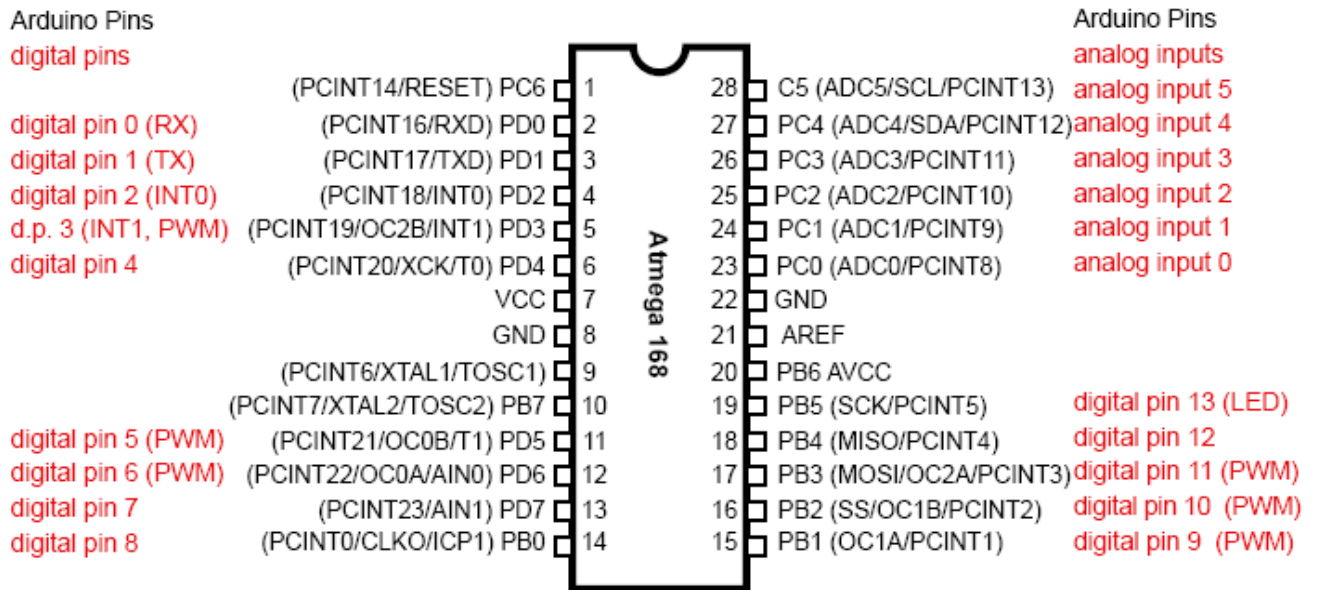 Arduino Pins
digital pins
Arduino Pins
analog inputs
(PCINT14/RESET) PC6 1 28 C5 (ADC5/SCL/PCINT13) analog input 5
digital pin 0 (RX) (PCINT16/RXD) PD0 2 27 PC4 (ADC4/SDA/PCINT12) analog input 4
digital pin 1 (TX) (PCINT17/TXD) PD1 3 26 PC3 (ADC3/PCINT11) analog input 3
digital pin 2 (INT0) (PCINT18/INT0) PD2 4 25 PC2 (ADC2/PCINT10) analog input 2
d.p. 3 (INT1, PWM) (PCINT19/OC2B/INT1) PD3 5 24 PC1 (ADC1/PCINT9) analog input 1
digital pin 4 (PCINT20/XCK/T0) PD4 6 23 PC0 (ADC0/PCINT8) analog input 0
VCC 7 22 GND
GND 8 21 AREF
(PCINT6/XTAL1/TOSC1) 9 20 PB6 AVCC
(PCINT7/XTAL2/TOSC2) PB7 10 19 PB5 (SCK/PCINT5) digital pin 13 (LED)
digital pin 5 (PWM) (PCINT21/OC0B/T1) PD5 11 18 PB4 (MISO/PCINT4) digital pin 12
digital pin 6 (PWM) (PCINT22/OC0A/AIN0) PD6 12 17 PB3 (MOSI/OC2A/PCINT3) digital pin 11 (PWM)
digital pin 7 (PCINT23/AIN1) PD7 13 16 PB2 (SS/OC1B/PCINT2) digital pin 10 (PWM)
digital pin 8 (PCINT0/CLKO/ICP1) PB0 14 15 PB1 (OC1A/PCINT1) digital pin 9 (PWM)
Atmega 168